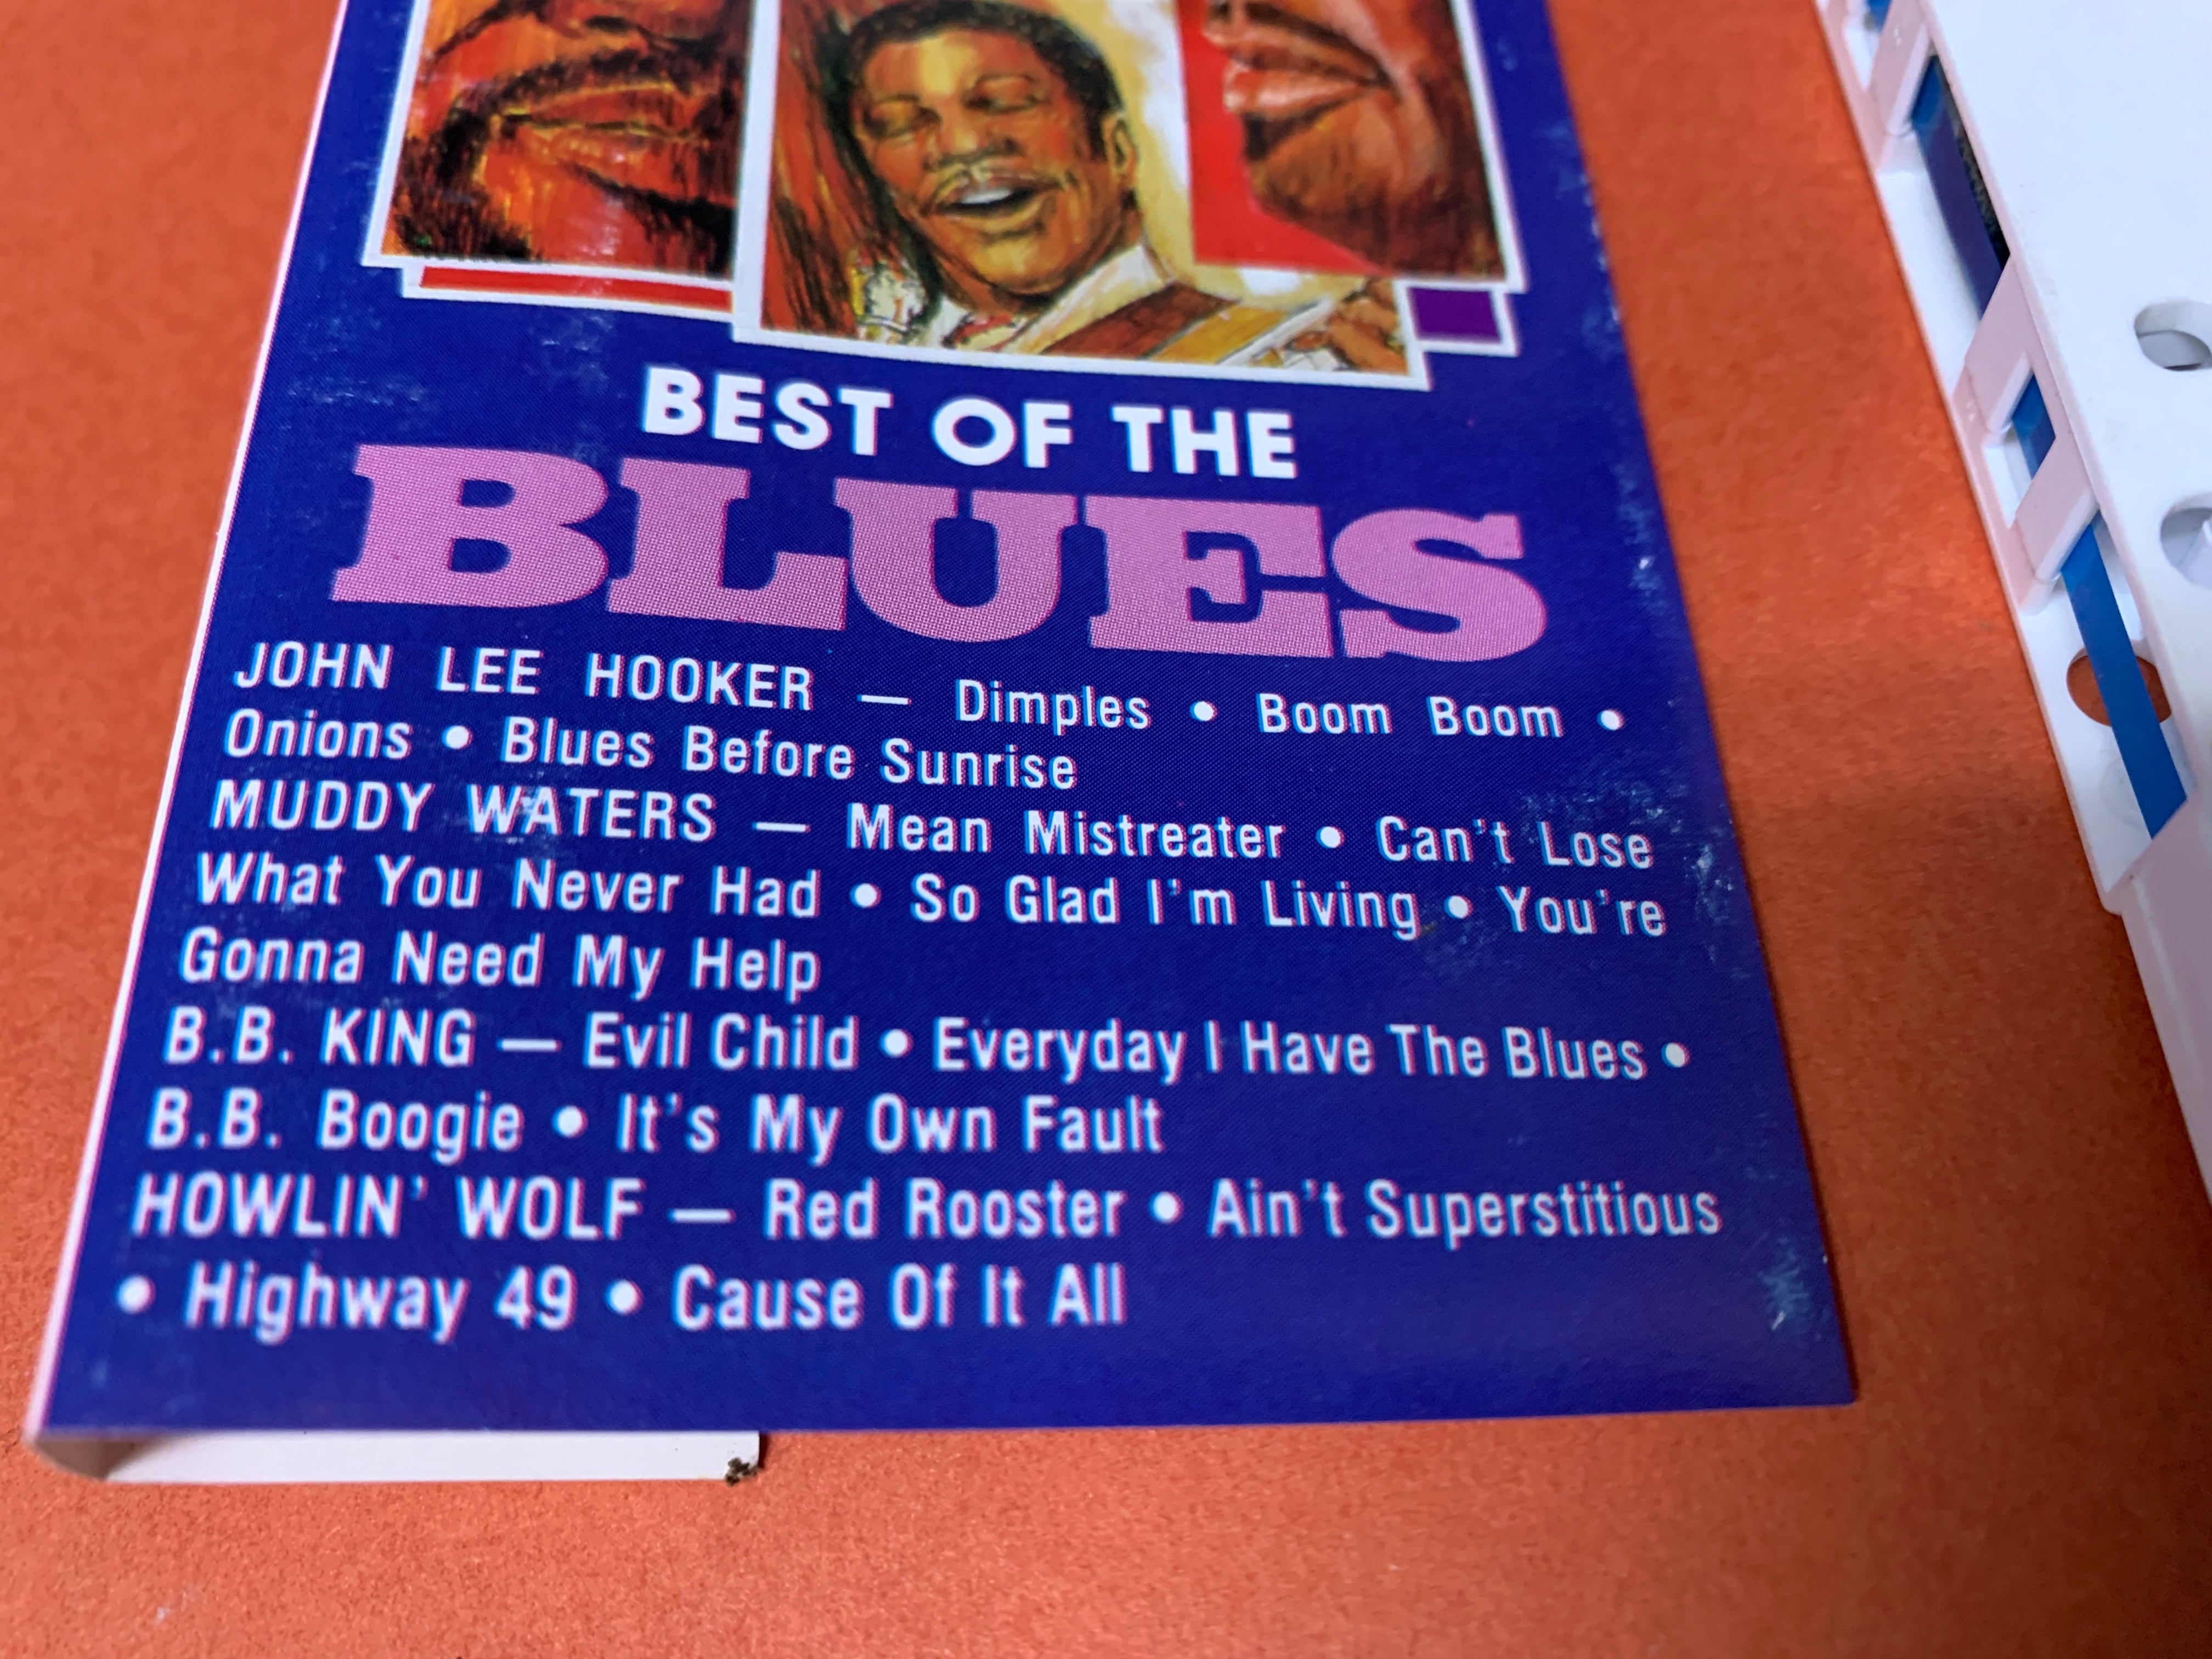 BEST OF THE
BLUES
JOHN LEE HOOKER — Dimples • Boom Boom •
Onions • Blues Before Sunrise
MUDDY WATERS — Mean Mistreater • Can't Lose
What You Never Had • So Glad I'm Living • You're
Gonna Need My Help
B.B. KING — Evil Child • Everyday I Have The Blues •
B.B. Boogie • It's My Own Fault
HOWLIN' WOLF — Red Rooster • Ain't Superstitious
• Highway 49 • Cause Of It All